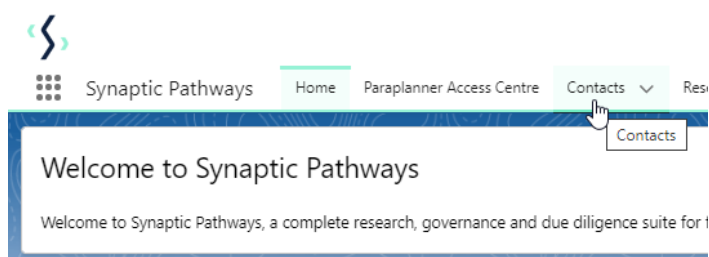 Synaptic Pathways Home Paraplanner Access Centre Contacts
Contacts
Welcome to Synaptic Pathways
Welcome to Synaptic Pathways, a complete research, governance and due diligence suite for